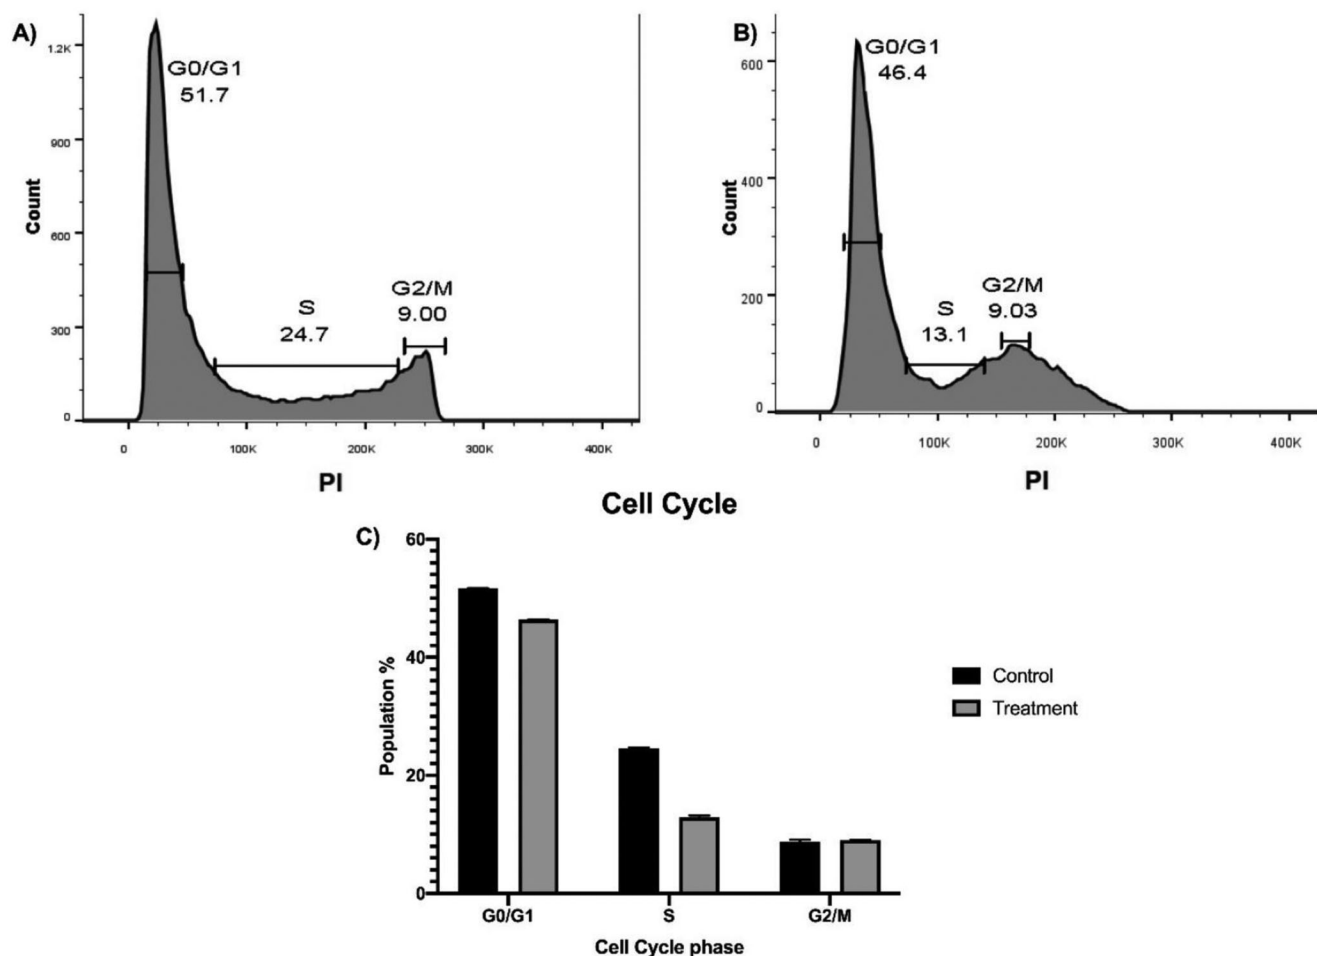 A)
1.2K
900
600
300
0
Count
G0/G1
51.7
S
24.7
G2/M
9.00
0
100K
200K
300K
400K
PI
B)
600
400
200
0
Count
G0/G1
46.4
S
13.1
G2/M
9.03
0
100K
200K
300K
400K
PI
Cell Cycle
C)
60
40
20
0
Population %
G0/G1
S
G2/M
Cell Cycle phase
Control
Treatment